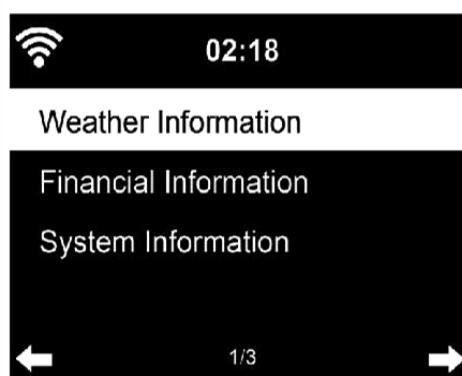 02:18
Weather Information
Financial Information
System Information
1/3